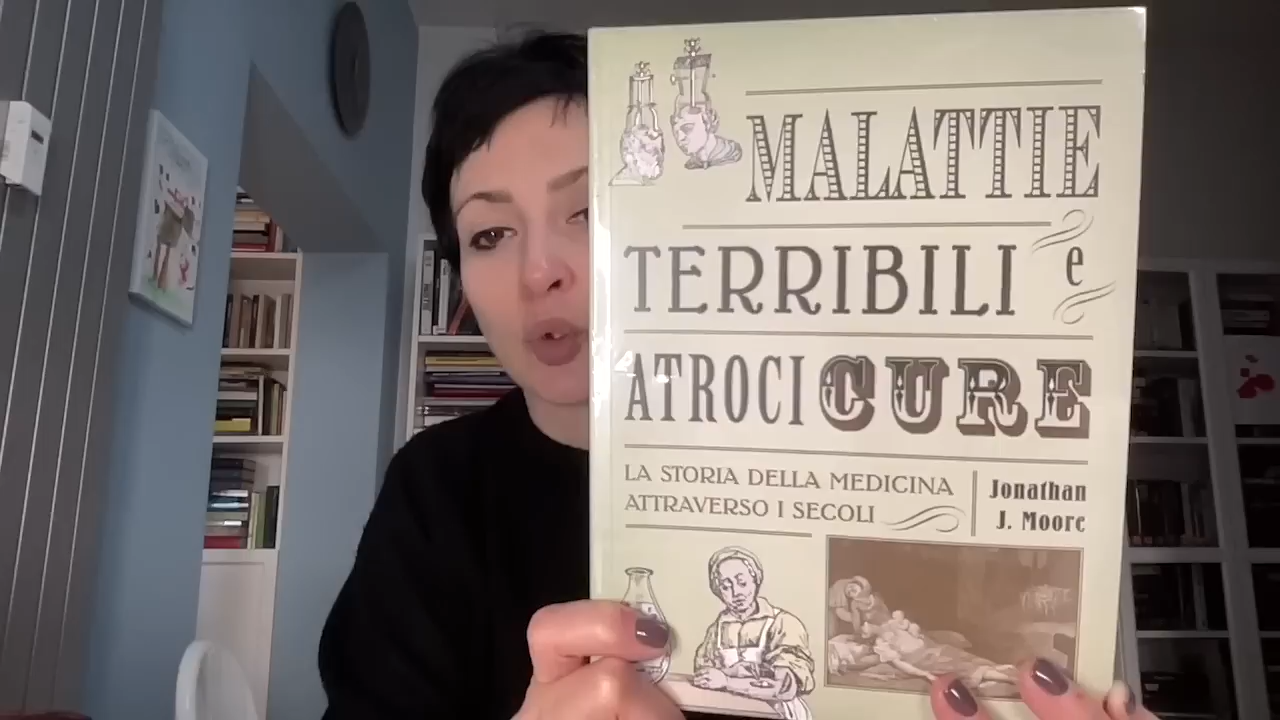 MALATTIE
TERRIBILI e
ATROCI CURE
LA STORIA DELLA MEDICINA
ATTRAVERSO I SECOLI
Jonathan
J. Moore